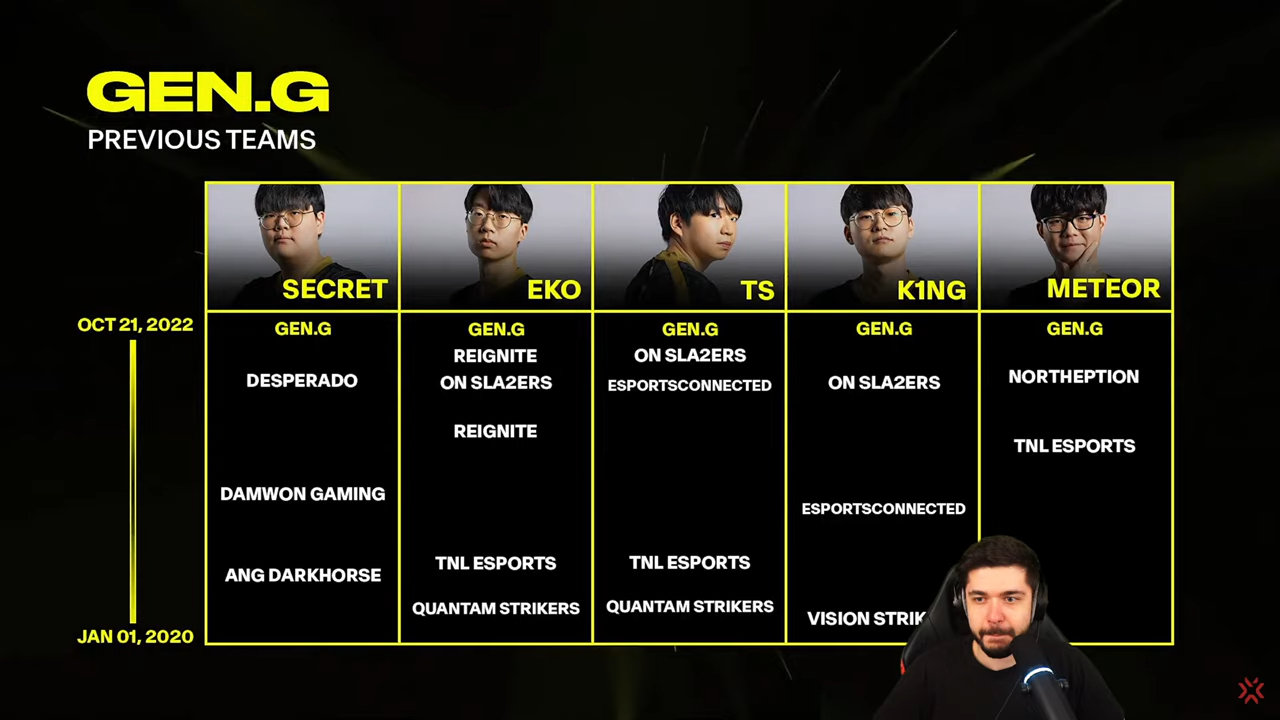 GEN.G
PREVIOUS TEAMS
SECRET
EKO
TS
K1NG
METEOR
OCT 21, 2022
GEN.G
GEN.G
GEN.G
GEN.G
GEN.G
REIGNITE
ON SLA2ERS
DESPERADO
ON SLA2ERS
ESPORTSCONNECTED
ON SLA2ERS
NORTHEPTION
REIGNITE
TNL ESPORTS
DAMWON GAMING
ESPORTSCONNECTED
ANG DARKHORSE
TNL ESPORTS
TNL ESPORTS
QUANTAM STRIKERS
QUANTAM STRIKERS
VISION STRIK
JAN 01, 2020